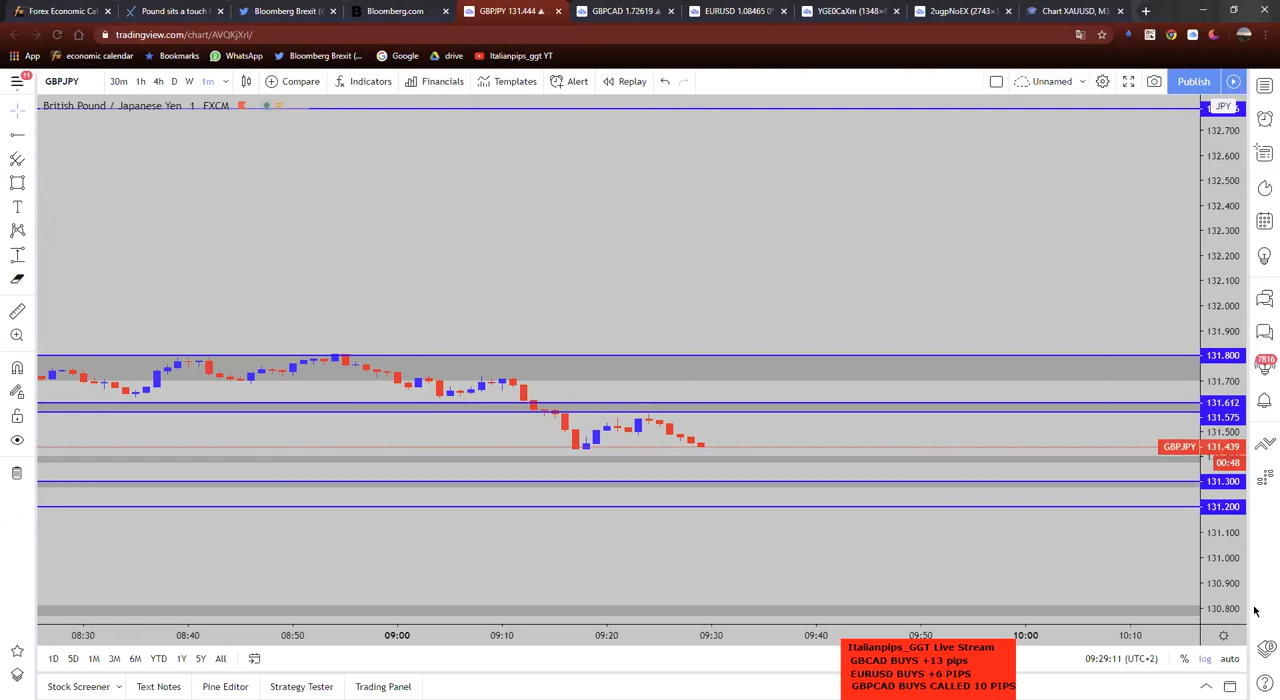 Forex Economic Cal
Pound sits a touch
Bloomberg Brexit (@
Bloomberg.com
GBPJPY 131.444 ▲
GBPCAD 1.72619 ▲
EURUSD 1.08465
YGE0CaXm (1348×
2ugpNoEX (2743×1
Chart XAUUSD, M3
tradingview.com/chart/AVQKjXrI/
App
economic calendar
Bookmarks
WhatsApp
Bloomberg Brexit (...
Google
drive
Italianpips_ggt YT
11
GBPJPY
30m 1h 4h D W 1m
Compare
Indicators
Financials
Templates
Alert
Replay
Unnamed
Publish
British Pound / Japanese Yen 1 FXCM
JPY
132.700
132.600
132.500
132.400
132.300
132.200
132.100
132.000
131.900
131.800
131.700
131.612
131.575
131.500
GBPJPY 131.439
00:48
131.300
131.200
131.100
131.000
130.900
130.800
7816
08:30 08:40 08:50 09:00 09:10 09:20 09:30 09:40 09:50 10:00 10:10
1D 5D 1M 3M 6M YTD 1Y 5Y All
09:29:11 (UTC+2) % log auto
Italianpips_GGT Live Stream
GBCAD BUYS +13 pips
EURUSD BUYS +6 PIPS
GBPCAD BUYS CALLED 10 PIPS
Stock Screener
Text Notes
Pine Editor
Strategy Tester
Trading Panel